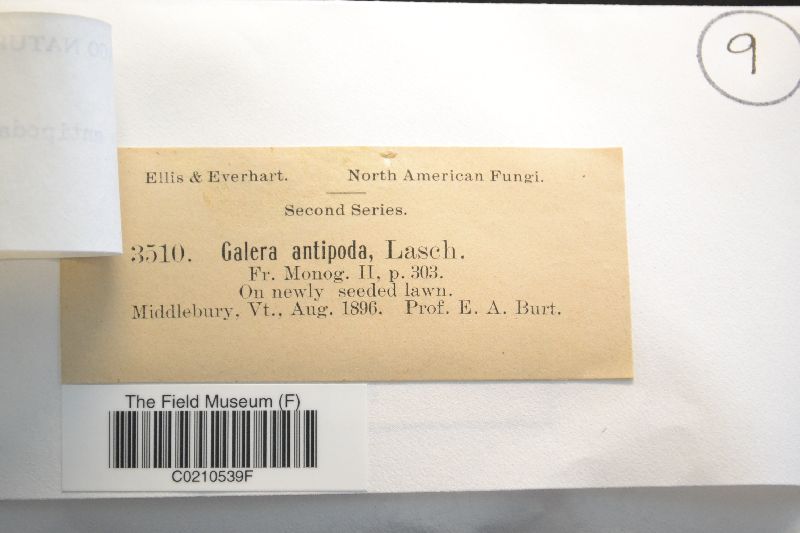 9
Ellis & Everhart. North American Fungi.
Second Series.
3510. Galera antipoda, Lasch.
Fr. Monog. II, p. 303.
On newly seeded lawn.
Middlebury, Vt., Aug. 1896. Prof. E. A. Burt.
The Field Museum (F)
C0210539F